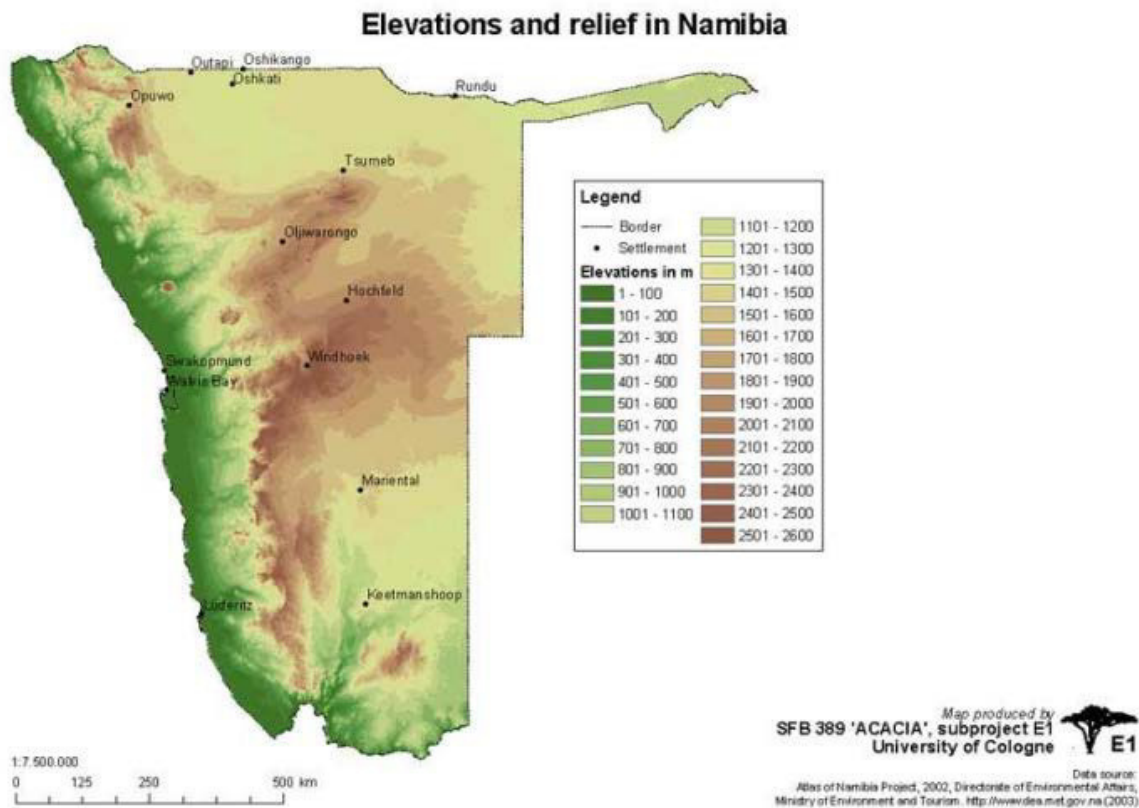 Elevations and relief in Namibia
Outapi
Oshikango
Oshkati
Opuwo
Rundu
Tsumeb
Oljiwarongo
Hochfeld
Windhoek
Swakopmund
Walvis Bay
Mariental
Keetmanshoop
Lüderitz
Legend
Border
Settlement
Elevations in m
1 - 100
101 - 200
201 - 300
301 - 400
401 - 500
501 - 600
601 - 700
701 - 800
801 - 900
901 - 1000
1001 - 1100
1101 - 1200
1201 - 1300
1301 - 1400
1401 - 1500
1501 - 1600
1601 - 1700
1701 - 1800
1801 - 1900
1901 - 2000
2001 - 2100
2101 - 2200
2201 - 2300
2301 - 2400
2401 - 2500
2501 - 2600
1:7.500.000
0 125 250 500 km
Map produced by
SFB 389 'ACACIA', subproject E1
University of Cologne
E1
Data source:
Atlas of Namibia Project, 2002, Directorate of Environmental Affairs,
Ministry of Environment and Tourism. http://www.dea.met.gov.na (2003)